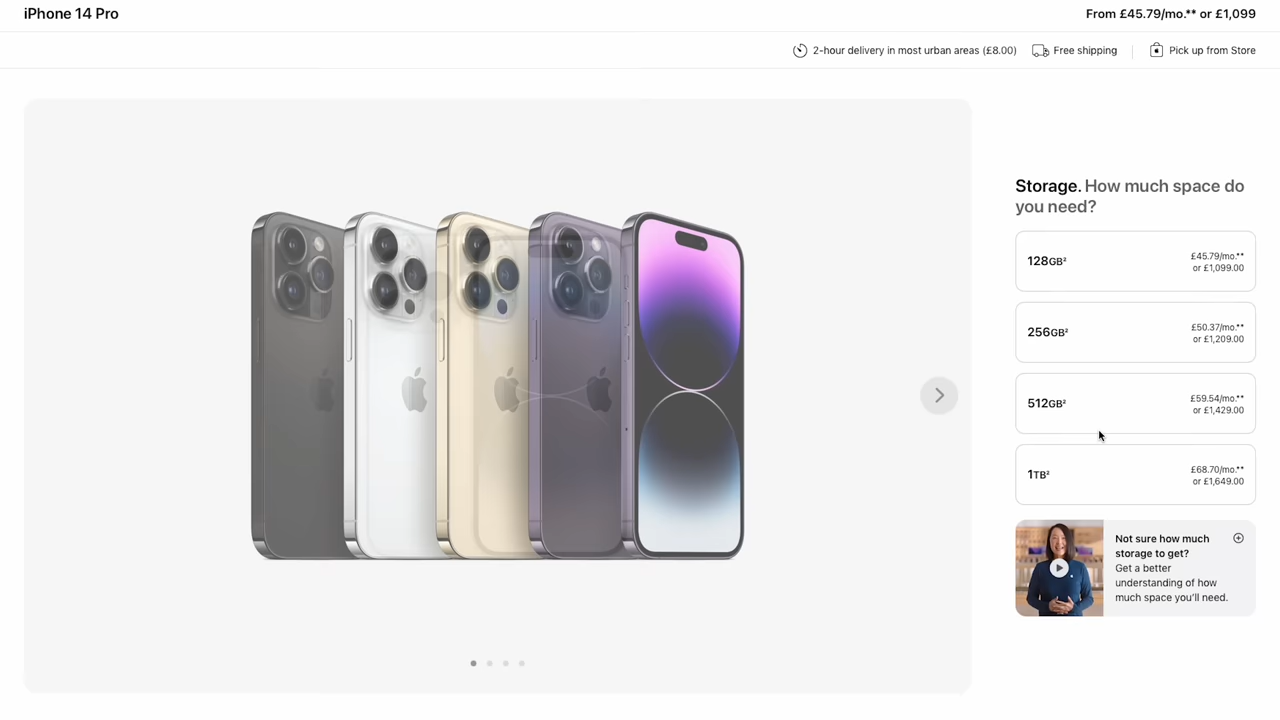 iPhone 14 Pro
From £45.79/mo.** or £1,099
2-hour delivery in most urban areas (£8.00)
Free shipping
Pick up from Store
Storage. How much space do
you need?
128GB²
£45.79/mo.**
or £1,099.00
256GB²
£50.37/mo.**
or £1,209.00
512GB²
£59.54/mo.**
or £1,429.00
1TB²
£68.70/mo.**
or £1,649.00
Not sure how much
storage to get?
Get a better
understanding of how
much space you'll need.